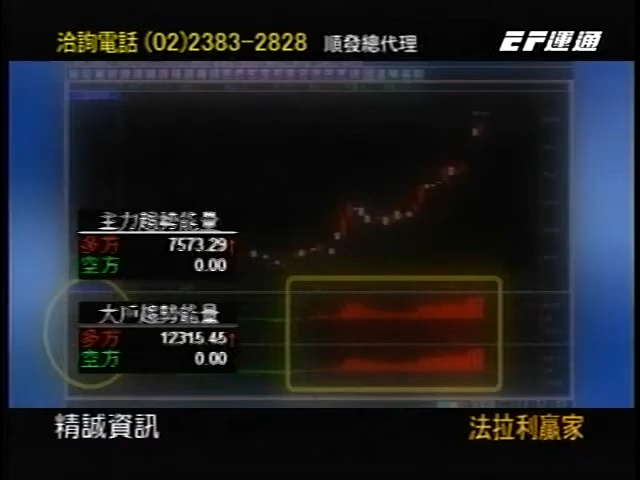 洽詢電話(02)2383-2828 順發總代理 EF運通
主力趨勢能量
多方 7573.29↑
空方 0.00
大戶趨勢能量
多方 12315.45↑
空方 0.00
精誠資訊 法拉利贏家